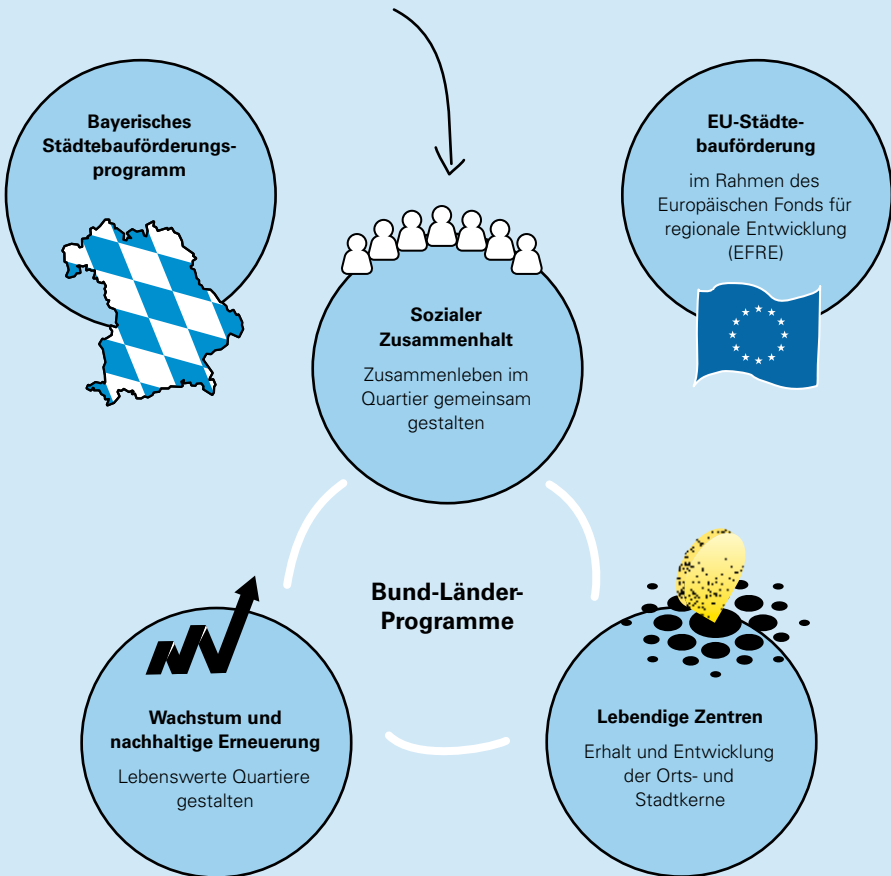 Bayerisches
Städtebauförderungs-
programm
EU-Städte-
bauförderung
im Rahmen des
Europäischen Fonds für
regionale Entwicklung
(EFRE)
Sozialer
Zusammenhalt
Zusammenleben im
Quartier gemeinsam
gestalten
Bund-Länder-
Programme
Wachstum und
nachhaltige Erneuerung
Lebenswerte Quartiere
gestalten
Lebendige Zentren
Erhalt und Entwicklung
der Orts- und
Stadtkerne